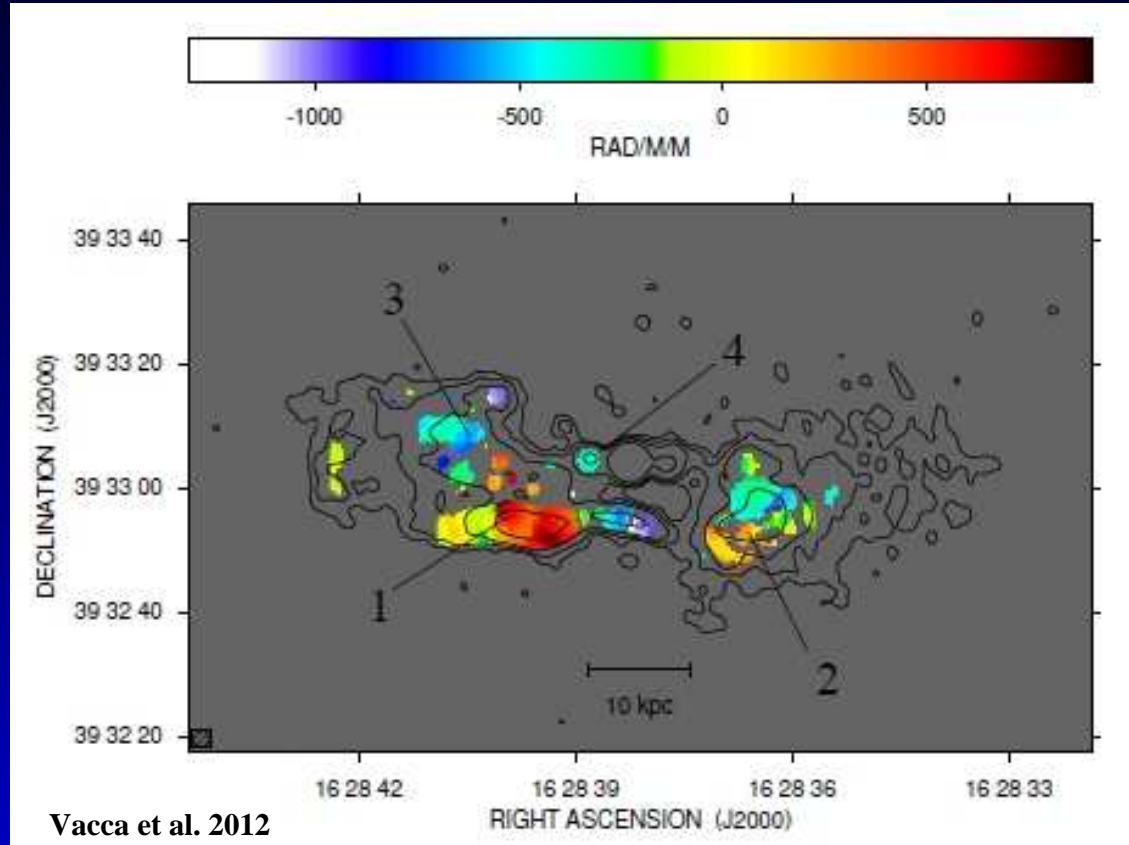 -1000 -500 0 500
RAD/M/M
39 33 40
3
4
39 33 20
39 33 00
DECLINATION (J2000)
1
39 32 40
2
10 kpc
39 32 20
16 28 42 16 28 39 16 28 36 16 28 33
RIGHT ASCENSION (J2000)
Vacca et al. 2012